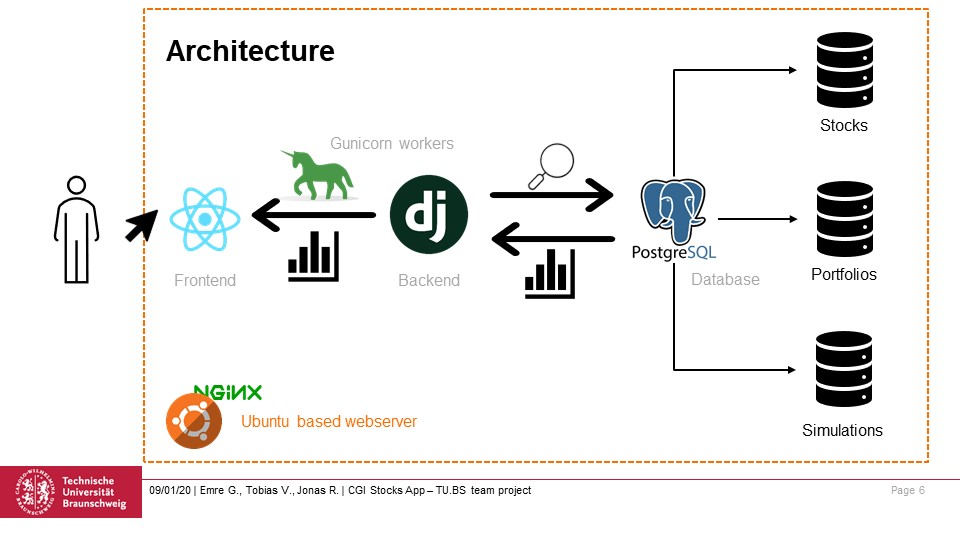 Architecture
Stocks
Gunicorn workers
dj
PostgreSQL
Frontend
Backend
Database
Portfolios
NGiNX
Ubuntu based webserver
Simulations
Technische
Universität
Braunschweig
09/01/20 | Emre G., Tobias V., Jonas R. | CGI Stocks App – TU.BS team project
Page 6